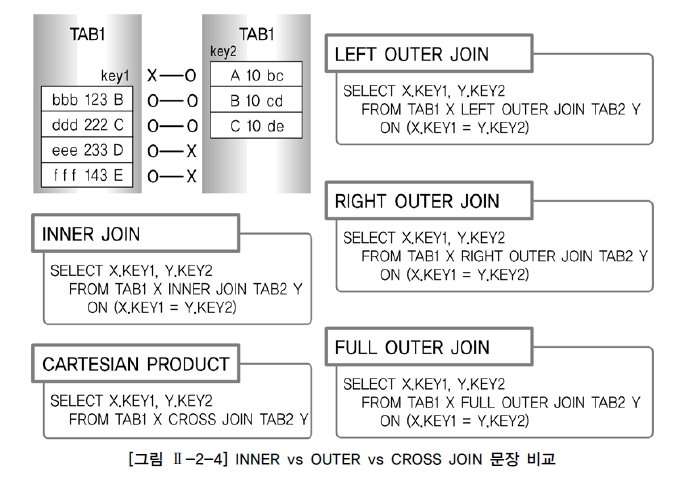 TAB1
key1
bbb 123 B
ddd 222 C
eee 233 D
fff 143 E
X—O
O—O
O—O
O—X
O—X
TAB1
key2
A 10 bc
B 10 cd
C 10 de
INNER JOIN
SELECT X.KEY1, Y.KEY2
FROM TAB1 X INNER JOIN TAB2 Y
ON (X.KEY1 = Y.KEY2)
CARTESIAN PRODUCT
SELECT X.KEY1, Y.KEY2
FROM TAB1 X CROSS JOIN TAB2 Y
LEFT OUTER JOIN
SELECT X.KEY1, Y.KEY2
FROM TAB1 X LEFT OUTER JOIN TAB2 Y
ON (X.KEY1 = Y.KEY2)
RIGHT OUTER JOIN
SELECT X.KEY1, Y.KEY2
FROM TAB1 X RIGHT OUTER JOIN TAB2 Y
ON (X.KEY1 = Y.KEY2)
FULL OUTER JOIN
SELECT X.KEY1, Y.KEY2
FROM TAB1 X FULL OUTER JOIN TAB2 Y
ON (X.KEY1 = Y.KEY2)
[그림 Ⅱ-2-4] INNER vs OUTER vs CROSS JOIN 문장 비교